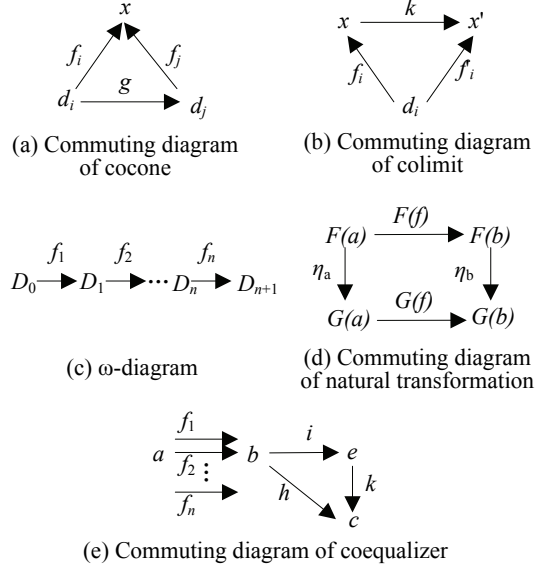 x x k x'
f_i f_j
g
f_i f'_i
d_i d_j d_i
(a) Commuting diagram
of cocone
(b) Commuting diagram
of colimit
f_1 f_2 f_n
D_0 D_1 ··· D_n D_{n+1}
(c) ω-diagram
F(a) F(f) F(b)
η_a η_b
G(a) G(f) G(b)
(d) Commuting diagram
of natural transformation
f_1
a f_2 ⋮ b i e
f_n h k
c
(e) Commuting diagram of coequalizer